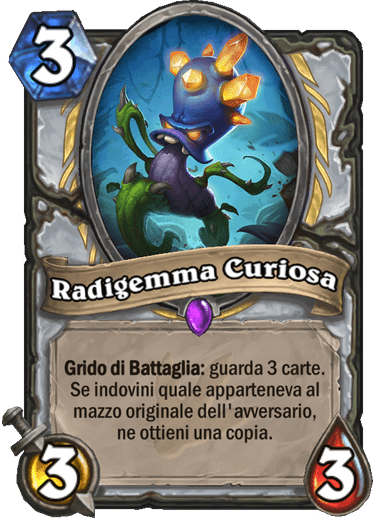 3
Radigemma Curiosa
Grido di Battaglia: guarda 3 carte.
Se indovini quale apparteneva al
mazzo originale dell'avversario,
ne ottieni una copia.
3
3